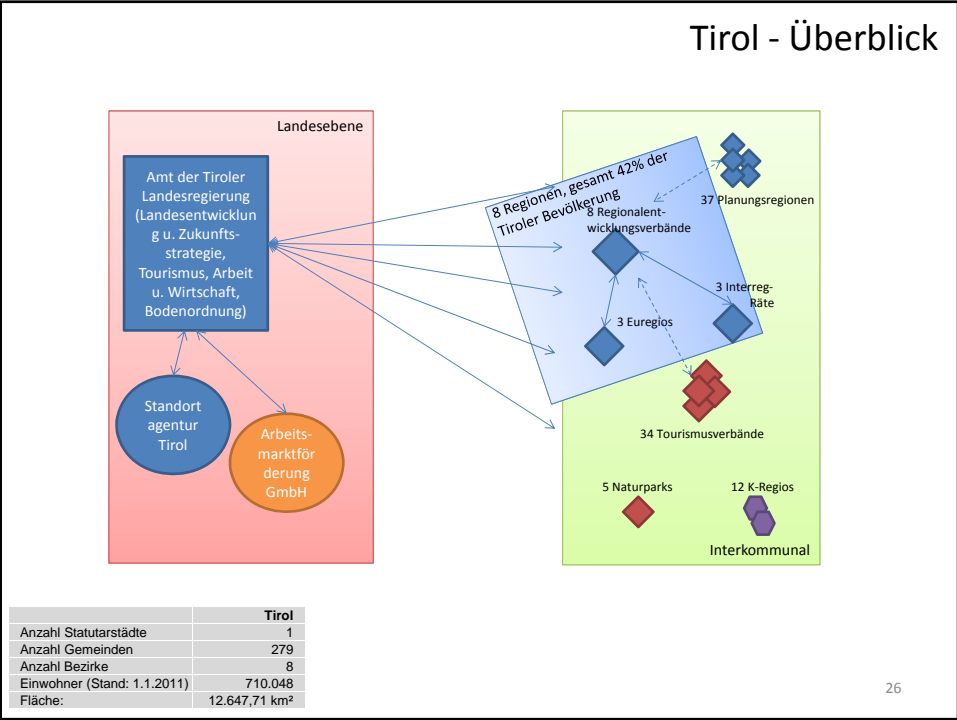 Tirol - Überblick
Landesebene
Amt der Tiroler
Landesregierung
(Landesentwicklun
g u. Zukunfts-
strategie,
Tourismus, Arbeit
u. Wirtschaft,
Bodenordnung)
Standort
agentur
Tirol
Arbeits-
marktför
derung
GmbH
8 Regionen, gesamt 42% der
Tiroler Bevölkerung
37 Planungsregionen
8 Regionalent-
wicklungsverbände
3 Interreg-
Räte
3 Euregios
34 Tourismusverbände
5 Naturparks
12 K-Regios
Interkommunal
Tirol
Anzahl Statutarstädte 1
Anzahl Gemeinden 279
Anzahl Bezirke 8
Einwohner (Stand: 1.1.2011) 710.048
Fläche: 12.647,71 km²
26